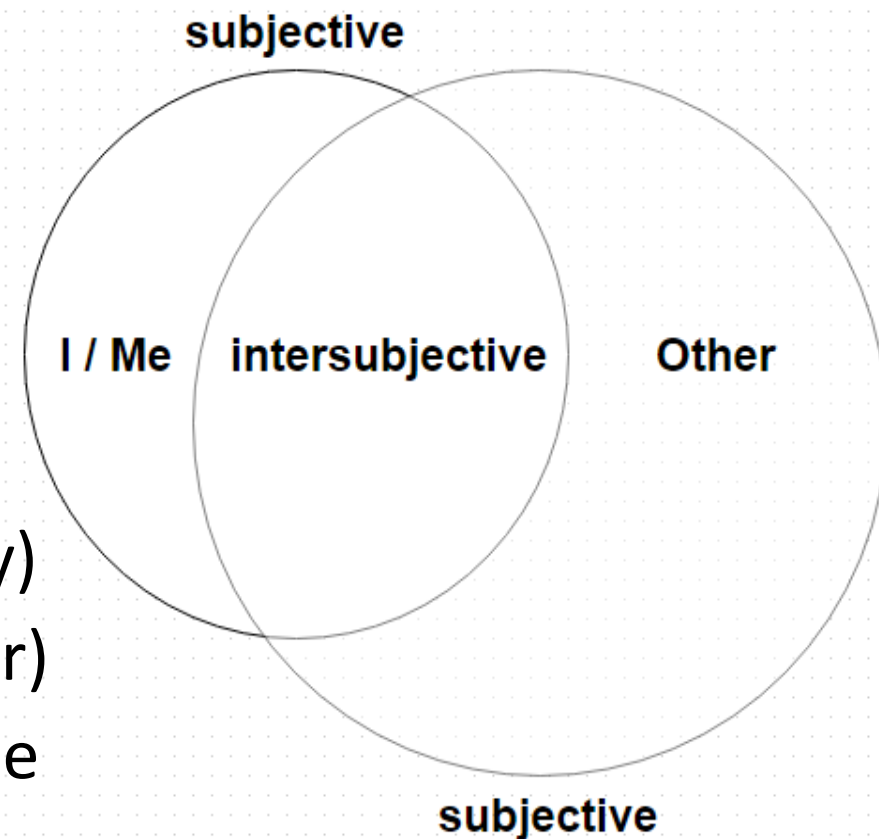 subjective
I / Me intersubjective Other
y)
r)
e
subjective